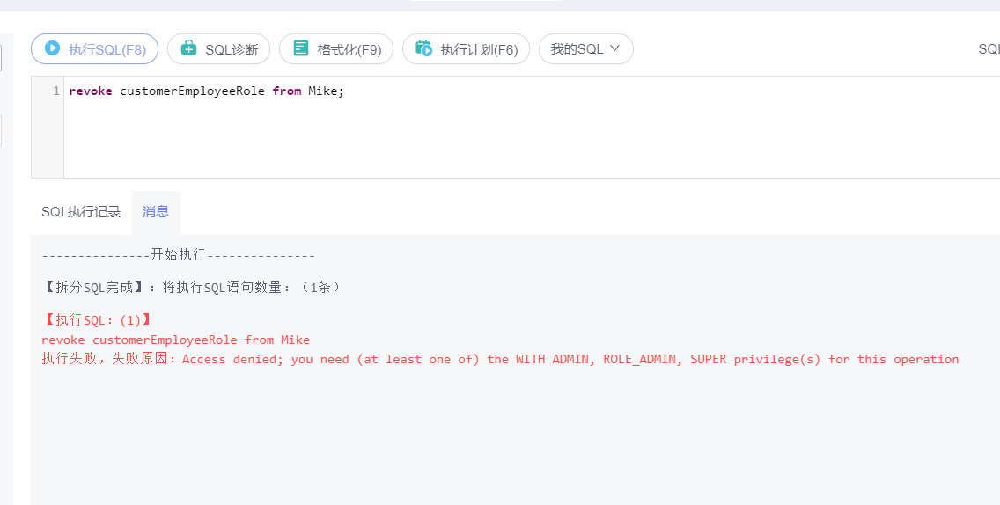 执行SQL(F8) SQL诊断 格式化(F9) 执行计划(F6) 我的SQL
1 revoke customerEmployeeRole from Mike;
SQL执行记录 消息
---------------开始执行---------------
【拆分SQL完成】：将执行SQL语句数量：（1条）
【执行SQL：(1)】
revoke customerEmployeeRole from Mike
执行失败，失败原因：Access denied; you need (at least one of) the WITH ADMIN, ROLE_ADMIN, SUPER privilege(s) for this operation